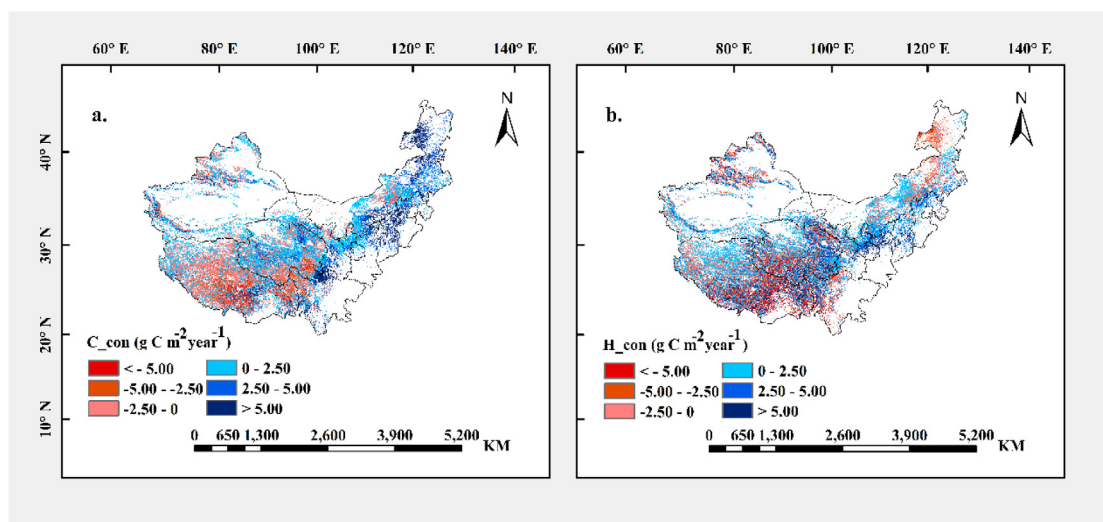 60° E 80° E 100° E 120° E 140° E
60° E 80° E 100° E 120° E 140° E
a.
N
b.
N
40° N
30° N
20° N
10° N
40° N
30° N
20° N
10° N
C_con (g C m-2year-1)
< - 5.00 0 - 2.50
-5.00 - -2.50 2.50 - 5.00
-2.50 - 0 > 5.00
0 650 1,300 2,600 3,900 5,200
KM
H_con (g C m-2year-1)
< - 5.00 0 - 2.50
-5.00 - -2.50 2.50 - 5.00
-2.50 - 0 > 5.00
0 650 1,300 2,600 3,900 5,200
KM